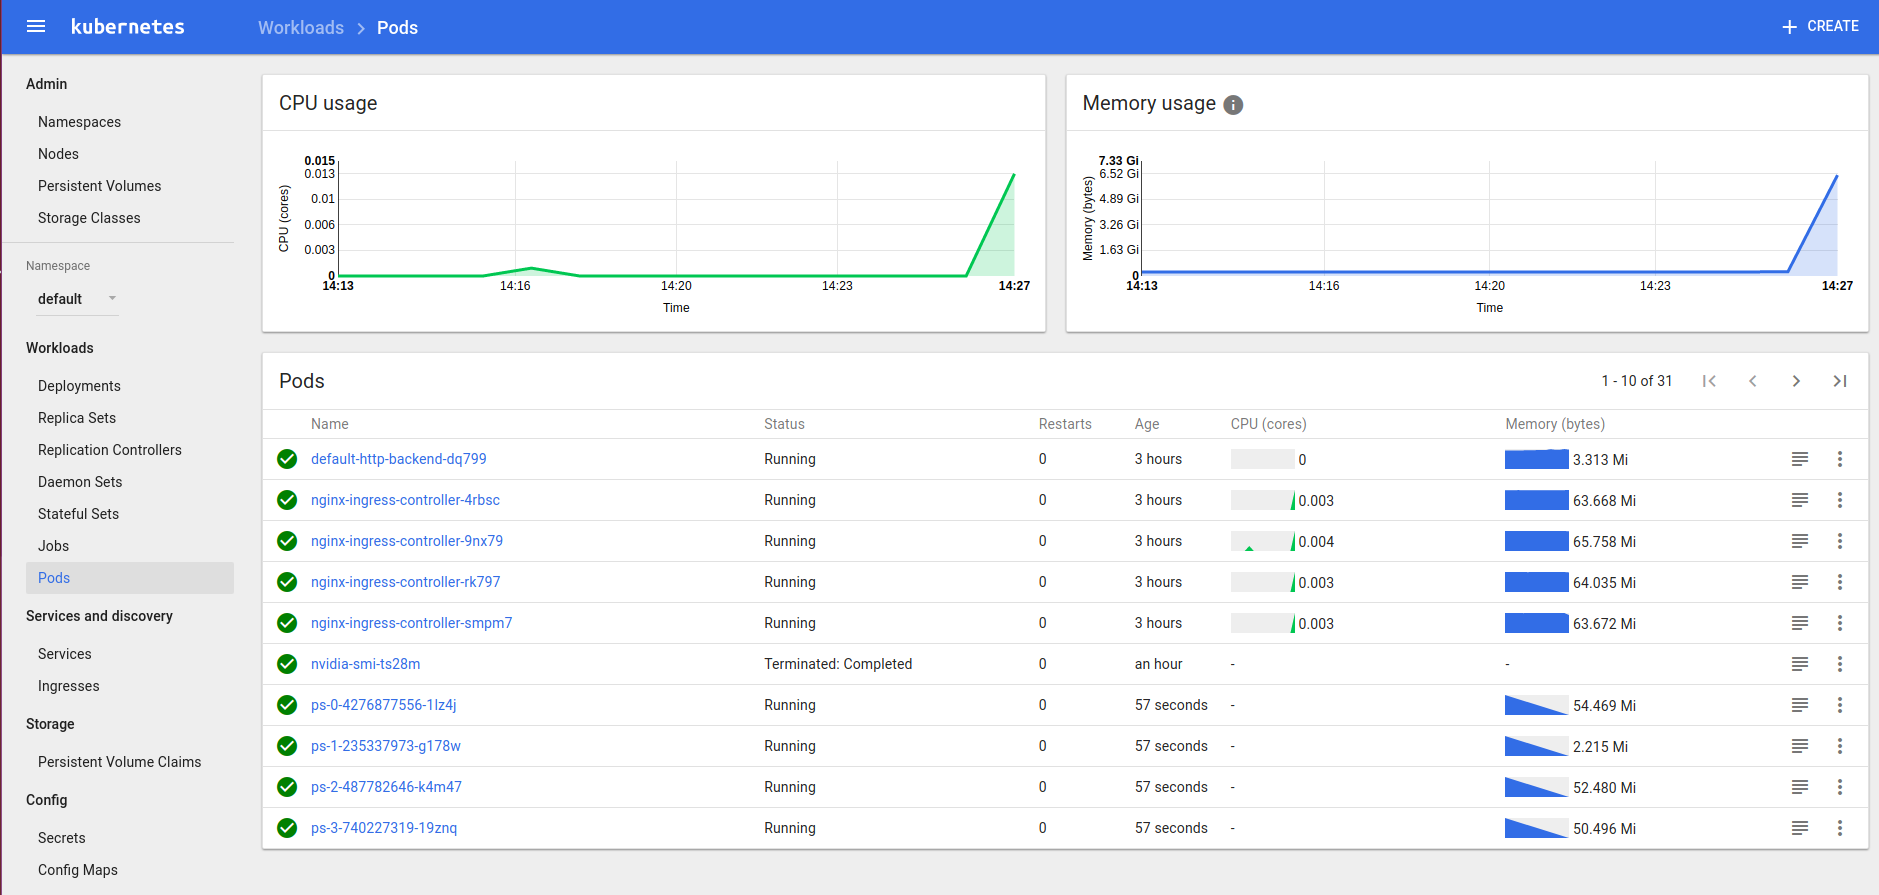 kubernetes
Workloads > Pods
+ CREATE
Admin
Namespaces
Nodes
Persistent Volumes
Storage Classes
Namespace
default
Workloads
Deployments
Replica Sets
Replication Controllers
Daemon Sets
Stateful Sets
Jobs
Pods
Services and discovery
Services
Ingresses
Storage
Persistent Volume Claims
Config
Secrets
Config Maps
CPU usage
CPU (cores)
0.015
0.013
0.01
0.006
0.003
0
14:13 14:16 14:20 14:23 14:27
Time
Memory usage i
Memory (bytes)
7.33 Gi
6.52 Gi
4.89 Gi
3.26 Gi
1.63 Gi
0
14:13 14:16 14:20 14:23 14:27
Time
Pods 1 - 10 of 31
Name Status Restarts Age CPU (cores) Memory (bytes)
default-http-backend-dq799 Running 0 3 hours 0 3.313 Mi
nginx-ingress-controller-4rbsc Running 0 3 hours 0.003 63.668 Mi
nginx-ingress-controller-9nx79 Running 0 3 hours 0.004 65.758 Mi
nginx-ingress-controller-rk797 Running 0 3 hours 0.003 64.035 Mi
nginx-ingress-controller-smpm7 Running 0 3 hours 0.003 63.672 Mi
nvidia-smi-ts28m Terminated: Completed 0 an hour - -
ps-0-4276877556-1lz4j Running 0 57 seconds - 54.469 Mi
ps-1-235337973-g178w Running 0 57 seconds - 2.215 Mi
ps-2-487782646-k4m47 Running 0 57 seconds - 52.480 Mi
ps-3-740227319-19znq Running 0 57 seconds - 50.496 Mi